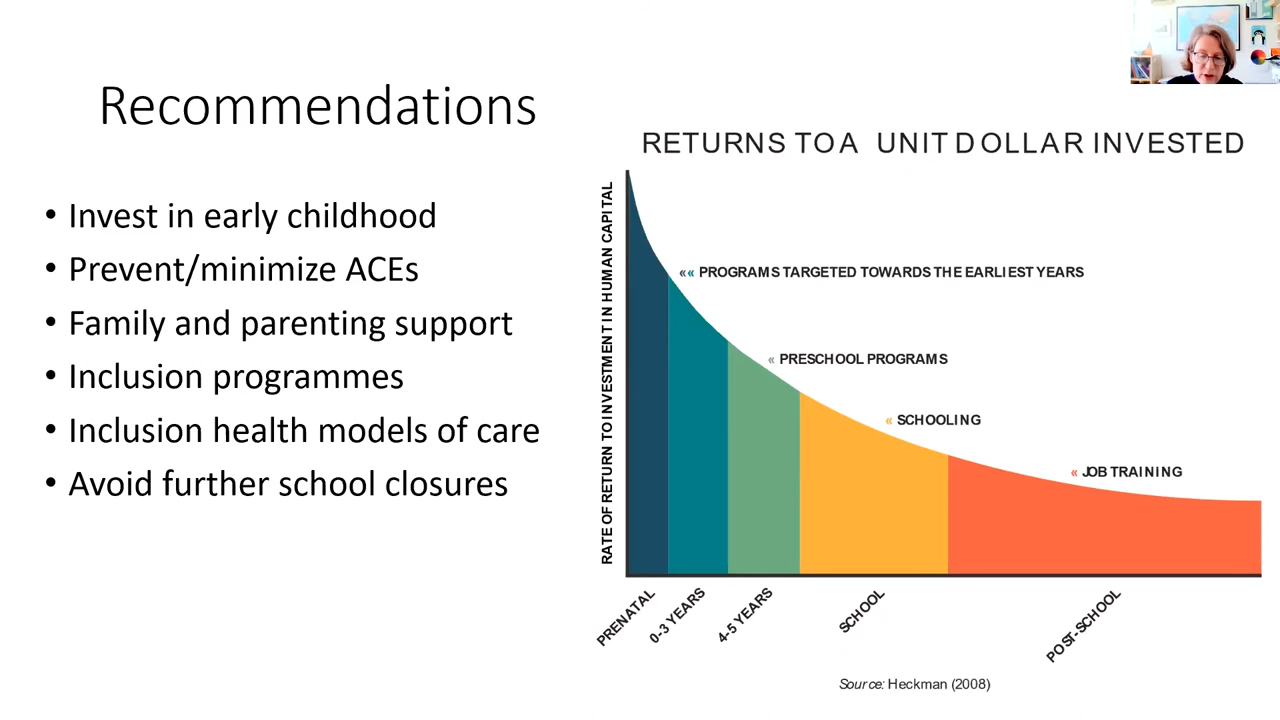 Recommendations
• Invest in early childhood
• Prevent/minimize ACEs
• Family and parenting support
• Inclusion programmes
• Inclusion health models of care
• Avoid further school closures
RETURNS TO A UNIT DOLLAR INVESTED
RATE OF RETURN TO INVESTMENT IN HUMAN CAPITAL
«« PROGRAMS TARGETED TOWARDS THE EARLIEST YEARS
« PRESCHOOL PROGRAMS
« SCHOOLING
« JOB TRAINING
PRENATAL
0-3 YEARS
4-5 YEARS
SCHOOL
POST-SCHOOL
Source: Heckman (2008)